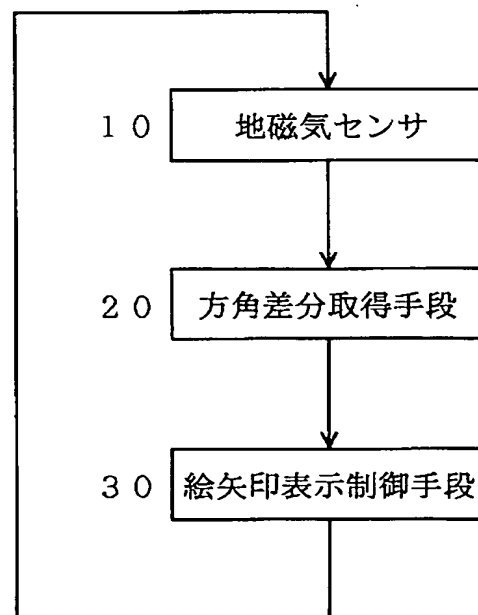 １０ 地磁気センサ
２０ 方角差分取得手段
３０ 絵矢印表示制御手段